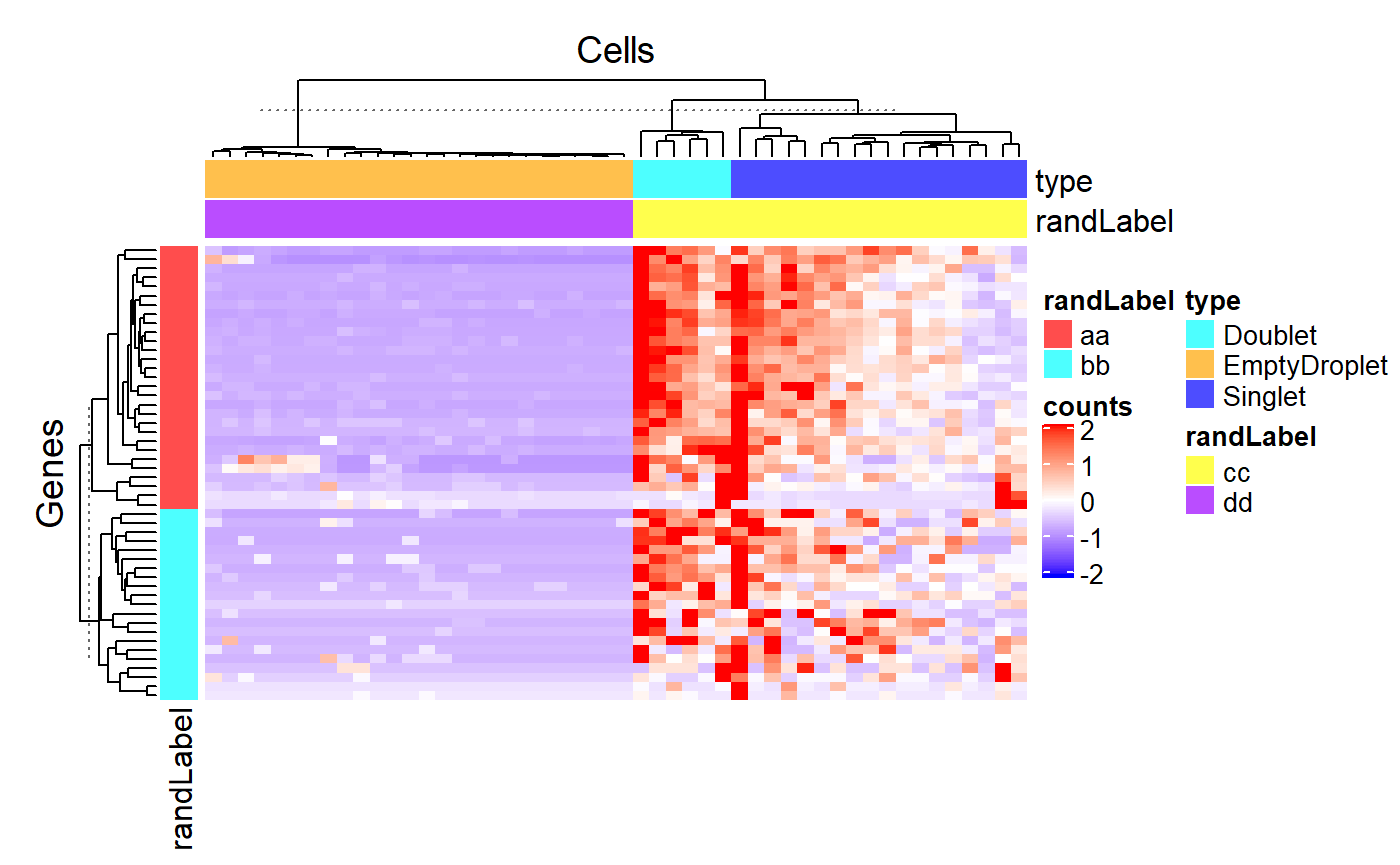 Cells
type
randLabel
Genes
randLabel
randLabel
aa
bb
counts
2
1
0
-1
-2
type
Doublet
EmptyDroplet
Singlet
randLabel
cc
dd